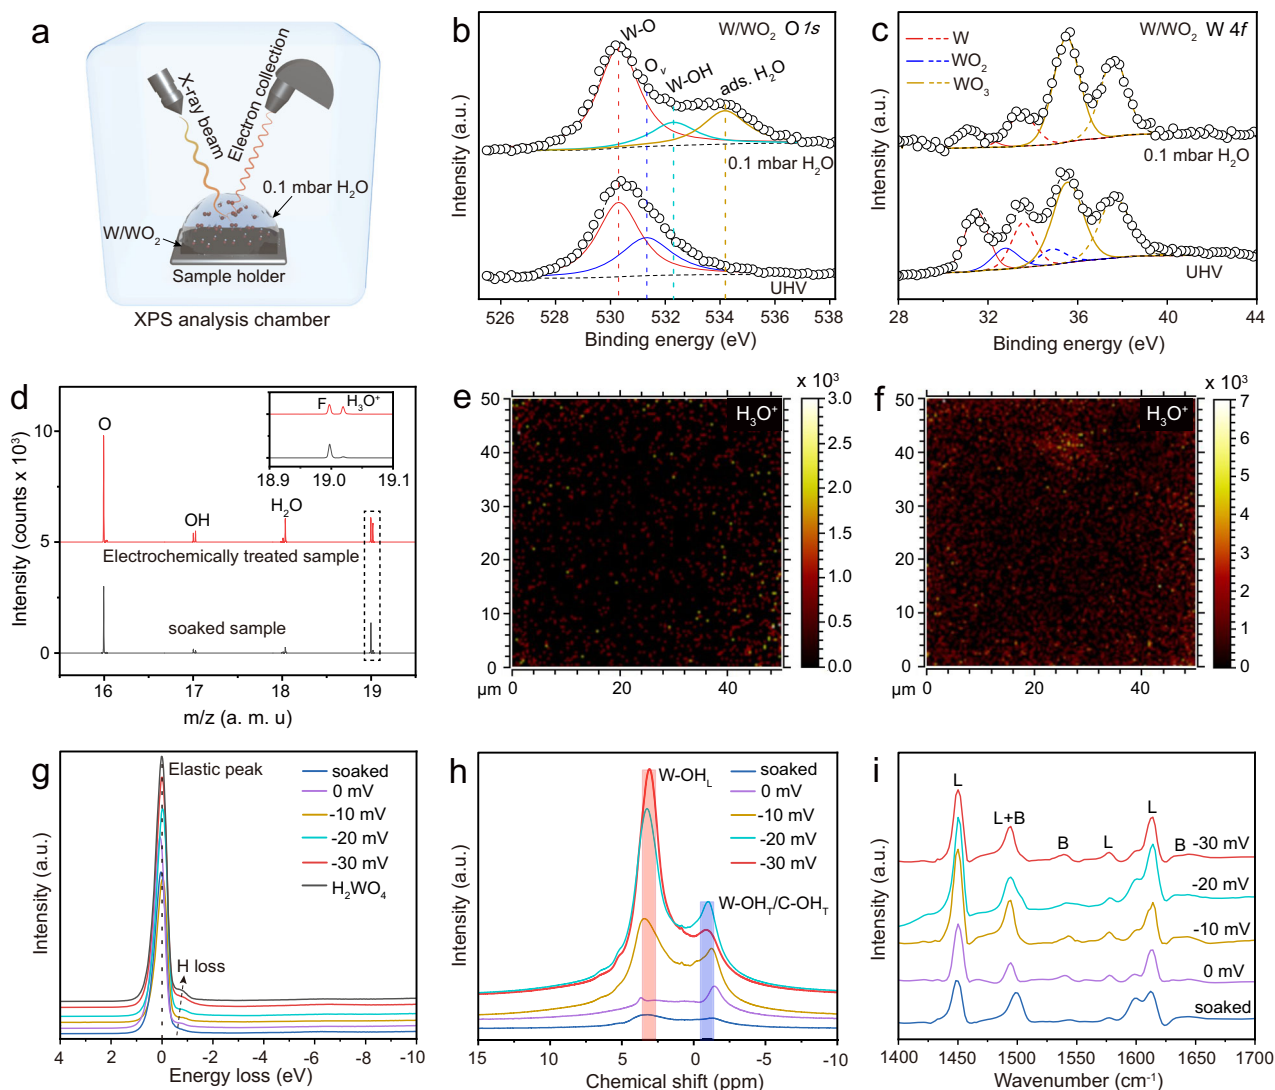 a
X-ray beam
Electron collection
0.1 mbar H₂O
W/WO₂
Sample holder
XPS analysis chamber
b
W/WO₂ O 1s
W-O
Oᵥ
W-OH
ads. H₂O
0.1 mbar H₂O
UHV
Intensity (a.u.)
526 528 530 532 534 536 538
Binding energy (eV)
c
W/WO₂ W 4f
W
WO₂
WO₃
0.1 mbar H₂O
UHV
Intensity (a.u.)
28 32 36 40 44
Binding energy (eV)
d
F H₃O⁺
18.9 19.0 19.1
O
OH
H₂O
Electrochemically treated sample
soaked sample
Intensity (counts x 10³)
10
5
0
16 17 18 19
m/z (a. m. u)
e
H₃O⁺
x 10³
3.0
2.5
2.0
1.5
1.0
0.5
0.0
50
40
30
20
10
0
µm 0 20 40
f
H₃O⁺
x 10³
7
6
5
4
3
2
1
0
50
40
30
20
10
0
µm 0 20 40
g
Elastic peak
soaked
0 mV
-10 mV
-20 mV
-30 mV
H₂WO₄
H loss
Intensity (a.u.)
4 2 0 -2 -4 -6 -8 -10
Energy loss (eV)
h
W-OH_L
soaked
0 mV
-10 mV
-20 mV
-30 mV
W-OH_T/C-OH_T
Intensity (a.u.)
15 10 5 0 -5 -10
Chemical shift (ppm)
i
L
L+B
B
L
L
B
-30 mV
-20 mV
-10 mV
0 mV
soaked
Intensity (a.u.)
1400 1450 1500 1550 1600 1650 1700
Wavenumber (cm⁻¹)